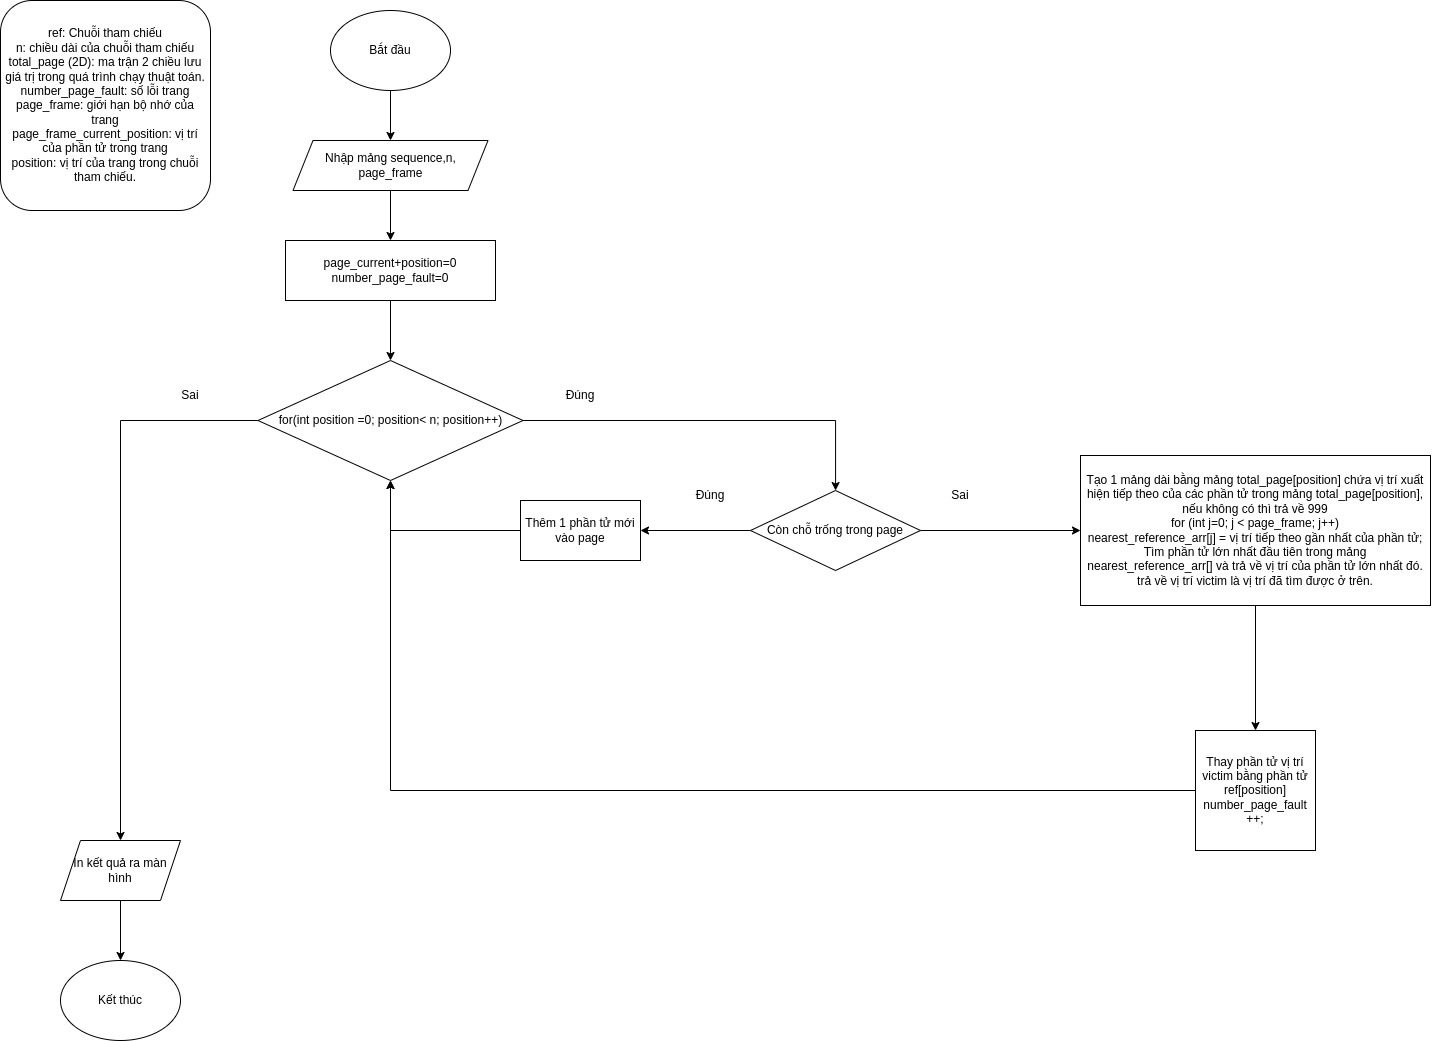 ref: Chuỗi tham chiếu
n: chiều dài của chuỗi tham chiếu
total_page (2D): ma trận 2 chiều lưu
giá trị trong quá trình chạy thuật toán.
number_page_fault: số lỗi trang
page_frame: giới hạn bộ nhớ của
trang
page_frame_current_position: vị trí
của phần tử trong trang
position: vị trí của trang trong chuỗi
tham chiếu.
Bắt đầu
Nhập mảng sequence,n,
page_frame
page_current+position=0
number_page_fault=0
for(int position =0; position< n; position++)
Sai
Đúng
Còn chỗ trống trong page
Đúng
Sai
Thêm 1 phần tử mới
vào page
Tạo 1 mảng dài bằng mảng total_page[position] chứa vị trí xuất
hiện tiếp theo của các phần tử trong mảng total_page[position],
nếu không có thì trả về 999
for (int j=0; j < page_frame; j++)
nearest_reference_arr[j] = vị trí tiếp theo gần nhất của phần tử;
Tìm phần tử lớn nhất đầu tiên trong mảng
nearest_reference_arr[] và trả về vị trí của phần tử lớn nhất đó.
trả về vị trí victim là vị trí đã tìm được ở trên.
Thay phần tử vị trí
victim bằng phần tử
ref[position]
number_page_fault
++;
In kết quả ra màn
hình
Kết thúc